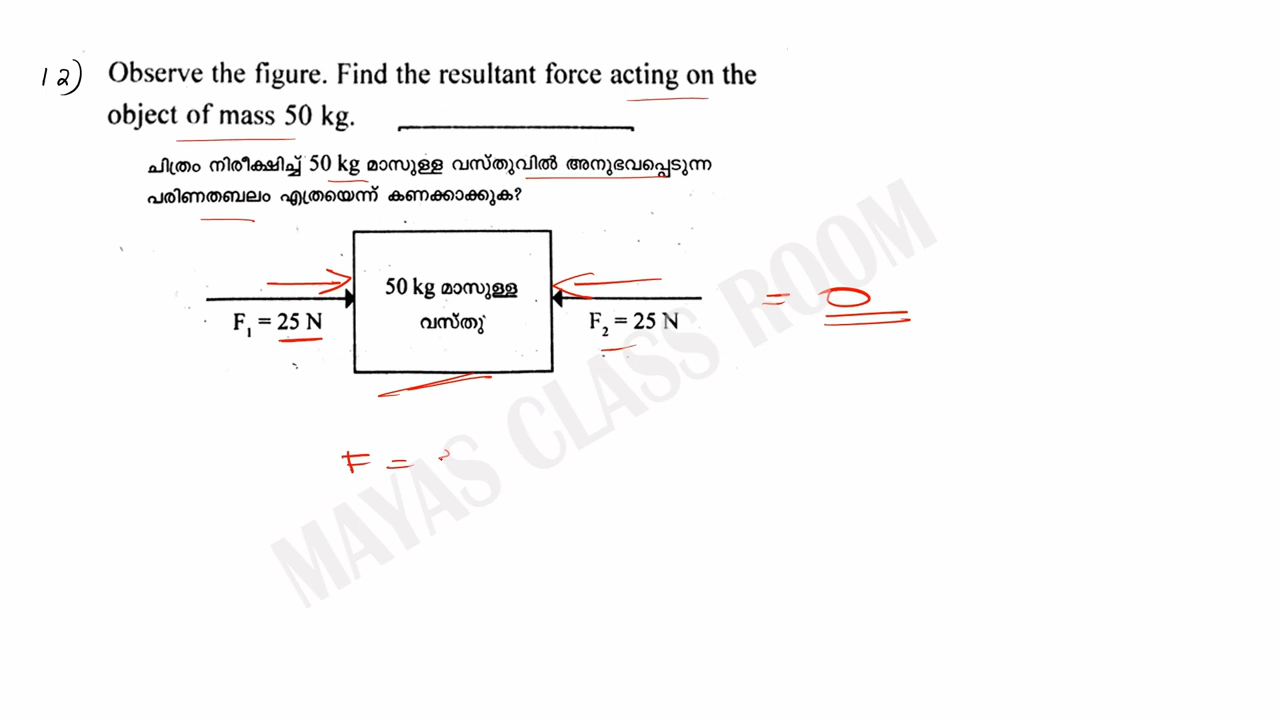 12) Observe the figure. Find the resultant force acting on the
object of mass 50 kg.
ചിത്രം നിരീക്ഷിച്ച് 50 kg മാസുള്ള വസ്തുവിൽ അനുഭവപ്പെടുന്ന
പരിണതബലം എത്രയെന്ന് കണക്കാക്കുക?
50 kg മാസുള്ള
വസ്തു
F₁ = 25 N
F₂ = 25 N
= 0
F =
MAYAS CLASS ROOM